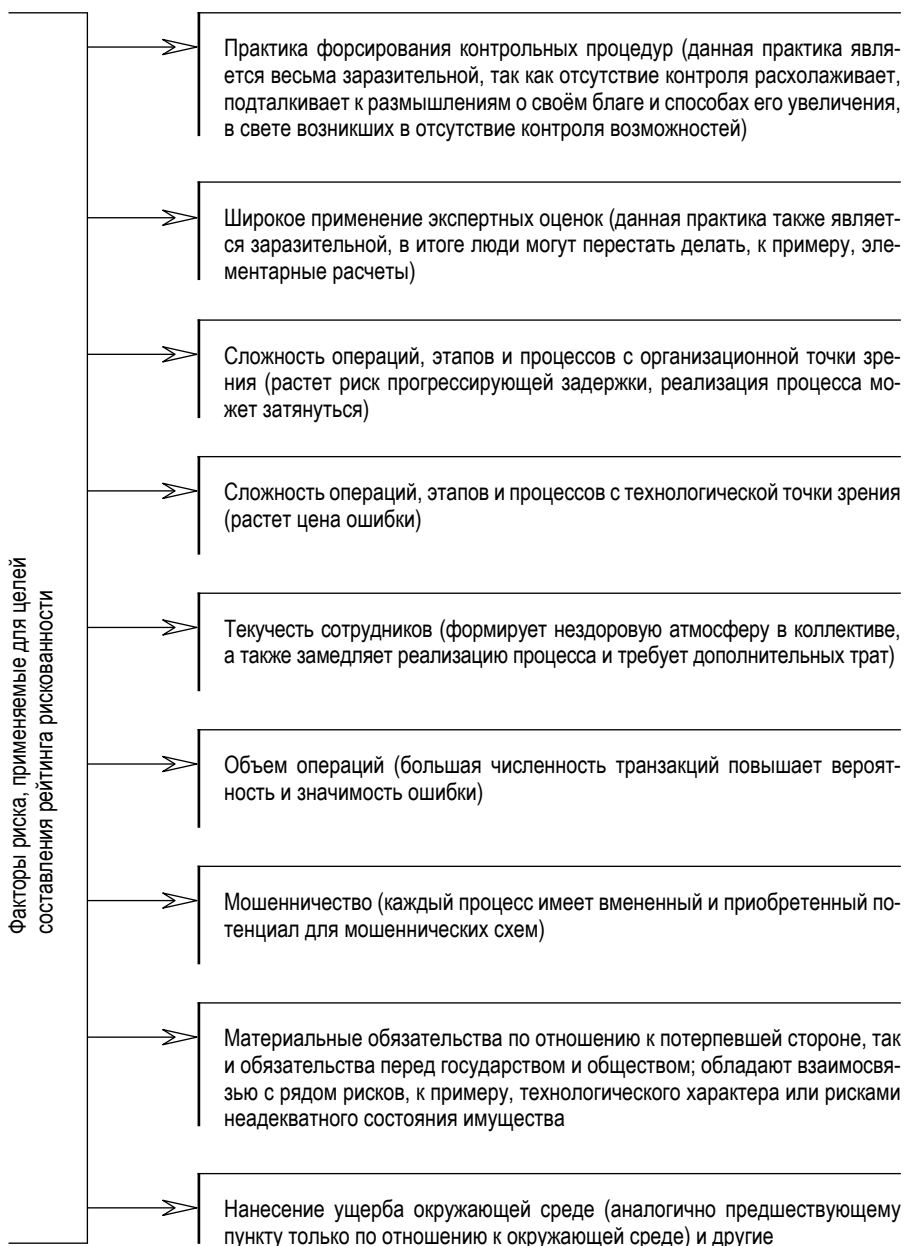 Факторы риска, применяемые для целей
составления рейтинга рискованности
Практика форсирования контрольных процедур (данная практика явля-
ется весьма заразительной, так как отсутствие контроля расхолаживает,
подталкивает к размышлениям о своём благе и способах его увеличения,
в свете возникших в отсутствие контроля возможностей)
Широкое применение экспертных оценок (данная практика также являет-
ся заразительной, в итоге люди могут перестать делать, к примеру, эле-
ментарные расчеты)
Сложность операций, этапов и процессов с организационной точки зре-
ния (растет риск прогрессирующей задержки, реализация процесса мо-
жет затянуться)
Сложность операций, этапов и процессов с технологической точки зрения
(растет цена ошибки)
Текучесть сотрудников (формирует нездоровую атмосферу в коллективе,
а также замедляет реализацию процесса и требует дополнительных трат)
Объем операций (большая численность транзакций повышает вероят-
ность и значимость ошибки)
Мошенничество (каждый процесс имеет вмененный и приобретенный по-
тенциал для мошеннических схем)
Материальные обязательства по отношению к потерпевшей стороне, так
и обязательства перед государством и обществом; обладают взаимосвя-
зью с рядом рисков, к примеру, технологического характера или рисками
неадекватного состояния имущества
Нанесение ущерба окружающей среде (аналогично предшествующему
пункту только по отношению к окружающей среде) и другие